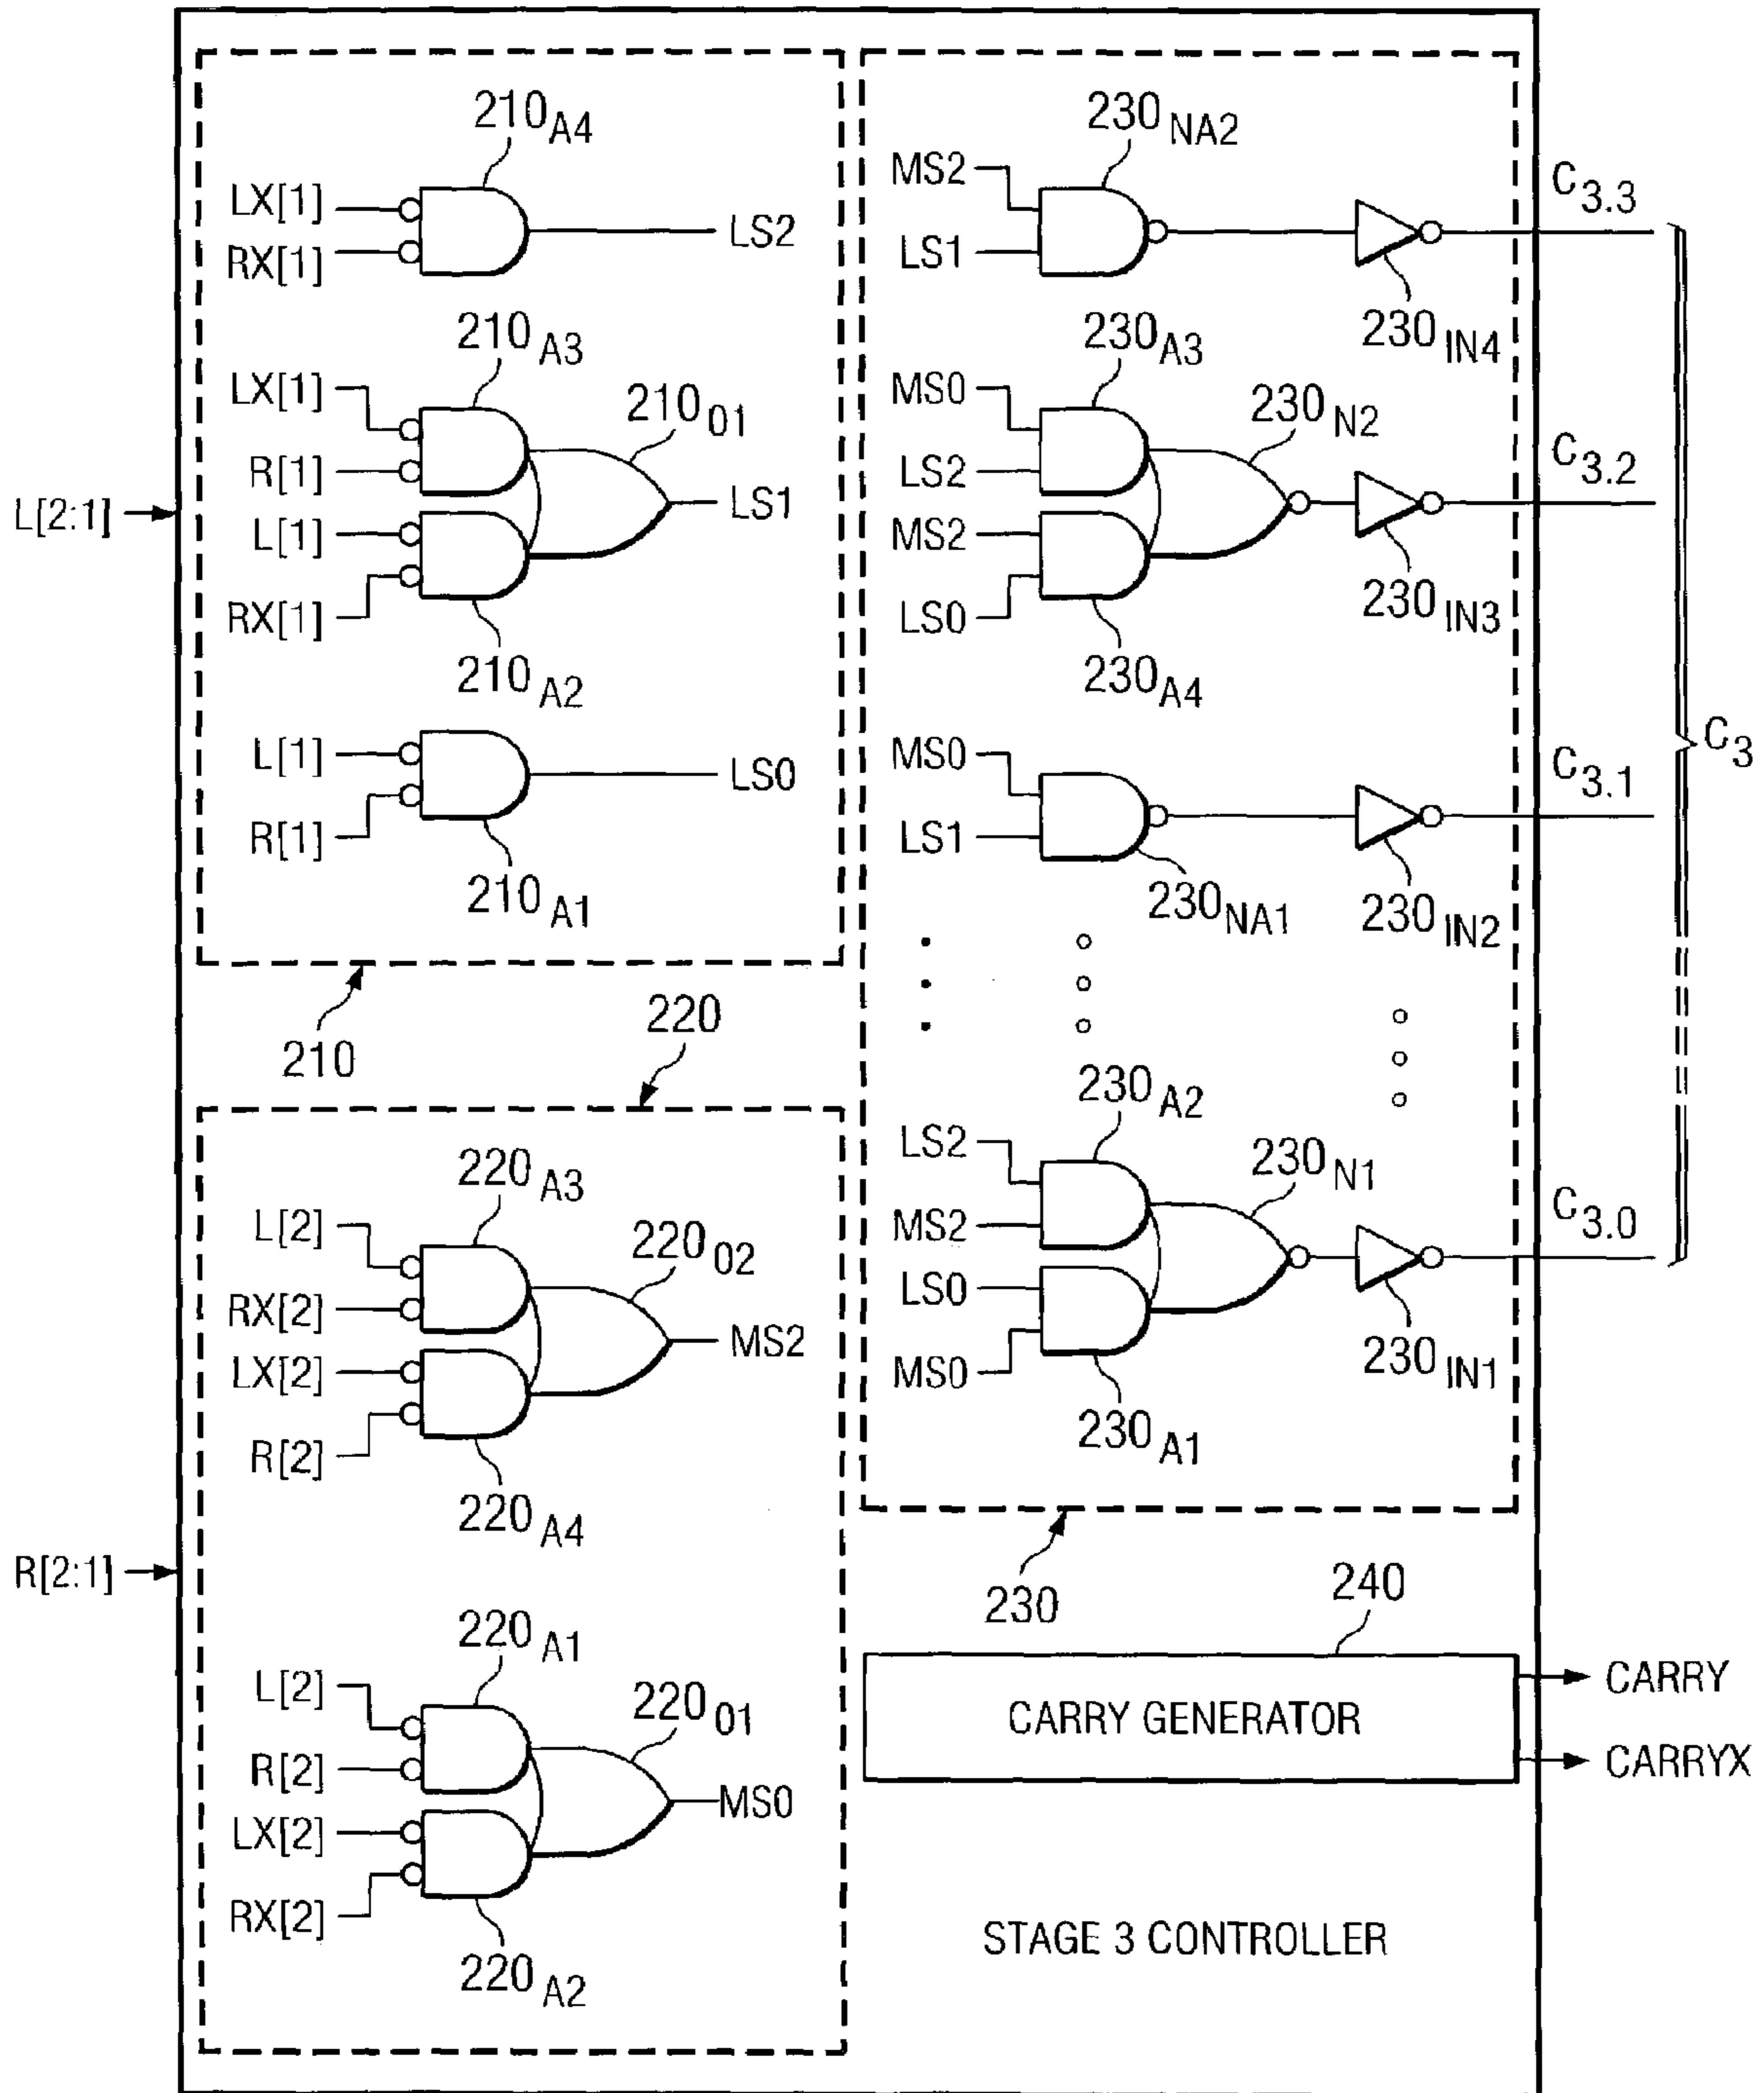 210A4
LX[1]
RX[1]
LS2
210A3
LX[1]
R[1]
210O1
LS1
L[1]
RX[1]
210A2
L[1]
R[1]
LS0
210A1
210
L[2:1]
220
220A3
L[2]
RX[2]
220O2
MS2
LX[2]
R[2]
220A4
R[2:1]
220A1
L[2]
R[2]
220O1
MS0
LX[2]
RX[2]
220A2
230NA2
MS2
LS1
C3.3
230IN4
230A3
MS0
LS2
230N2
C3.2
MS2
LS0
230IN3
230A4
MS0
LS1
C3.1
230NA1
230IN2
C3
230A2
LS2
MS2
230N1
C3.0
LS0
MS0
230IN1
230A1
230
240
CARRY GENERATOR
CARRY
CARRYX
STAGE 3 CONTROLLER